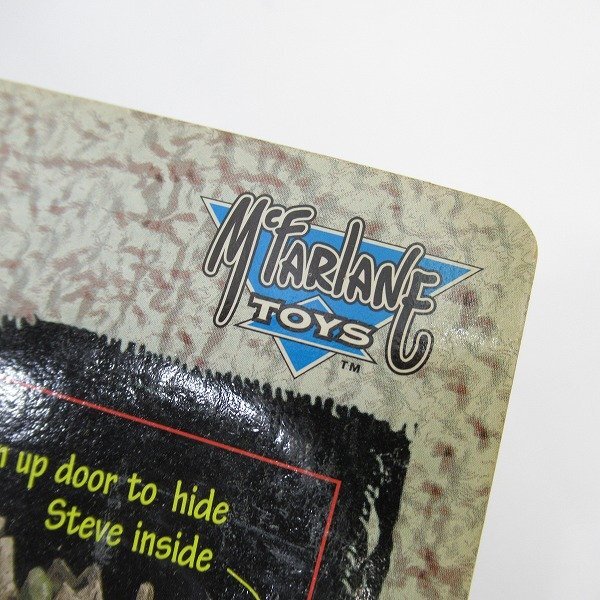 McFARLANE
TOYS
TM
up door to hide
Steve inside